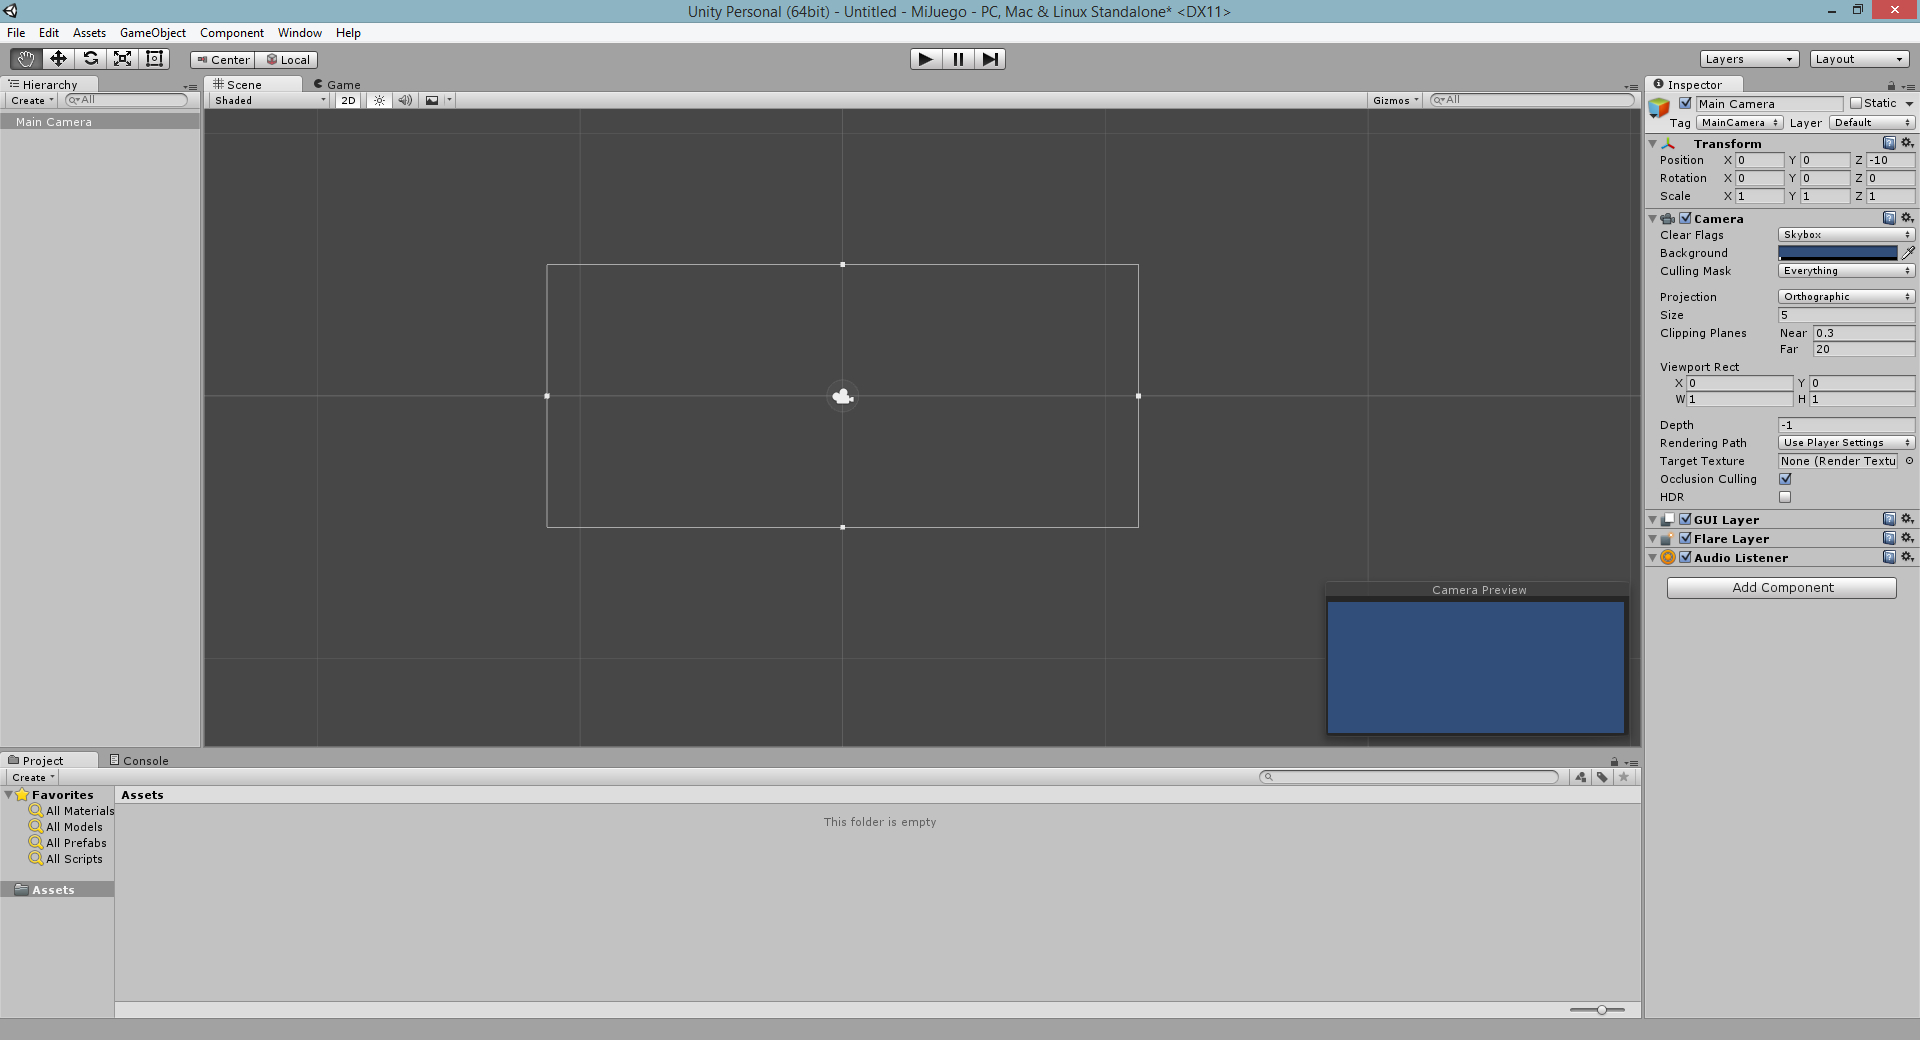 Unity Personal (64bit) - Untitled - MiJuego - PC, Mac & Linux Standalone* <DX11>
File Edit Assets GameObject Component Window Help
Center Local Layers Layout
Hierarchy
Create All
Main Camera
Scene Game
Shaded 2D Gizmos All
Camera Preview
Inspector
Main Camera Static
Tag MainCamera Layer Default
Transform
Position X 0 Y 0 Z -10
Rotation X 0 Y 0 Z 0
Scale X 1 Y 1 Z 1
Camera
Clear Flags Skybox
Background
Culling Mask Everything
Projection Orthographic
Size 5
Clipping Planes Near 0.3
Far 20
Viewport Rect
X 0 Y 0
W 1 H 1
Depth -1
Rendering Path Use Player Settings
Target Texture None (Render Textu
Occlusion Culling
HDR
GUI Layer
Flare Layer
Audio Listener
Add Component
Project Console
Create
Favorites
All Materials
All Models
All Prefabs
All Scripts
Assets
Assets
This folder is empty